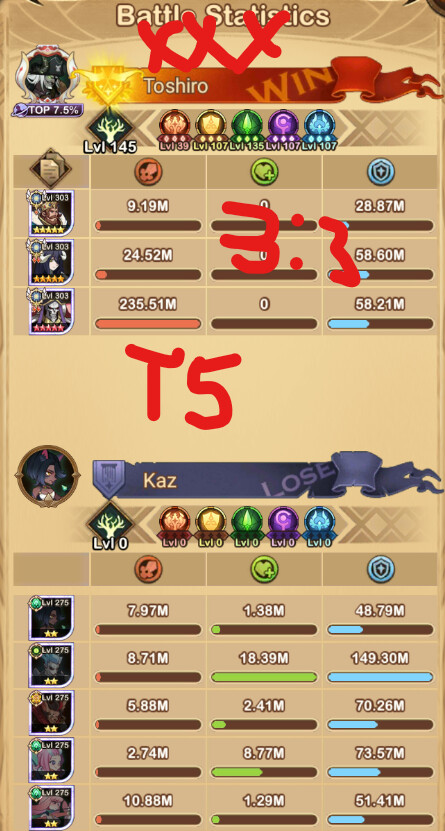 Battle Statistics
XXX
Toshiro
WIN
TOP 7.5%
Lvl 145
Lvl 39 Lvl 107 Lvl 135 Lvl 107 Lvl 107
Lvl 303 9.19M 0 28.87M
3:3
Lvl 303 24.52M 0 58.60M
Lvl 303 235.51M 0 58.21M
T5
Kaz
LOSE
Lvl 0
Lvl 0 Lvl 0 Lvl 0 Lvl 0 Lvl 0
Lvl 275 7.97M 1.38M 48.79M
Lvl 275 8.71M 18.39M 149.30M
Lvl 275 5.88M 2.41M 70.26M
Lvl 275 2.74M 8.77M 73.57M
Lvl 275 10.88M 1.29M 51.41M